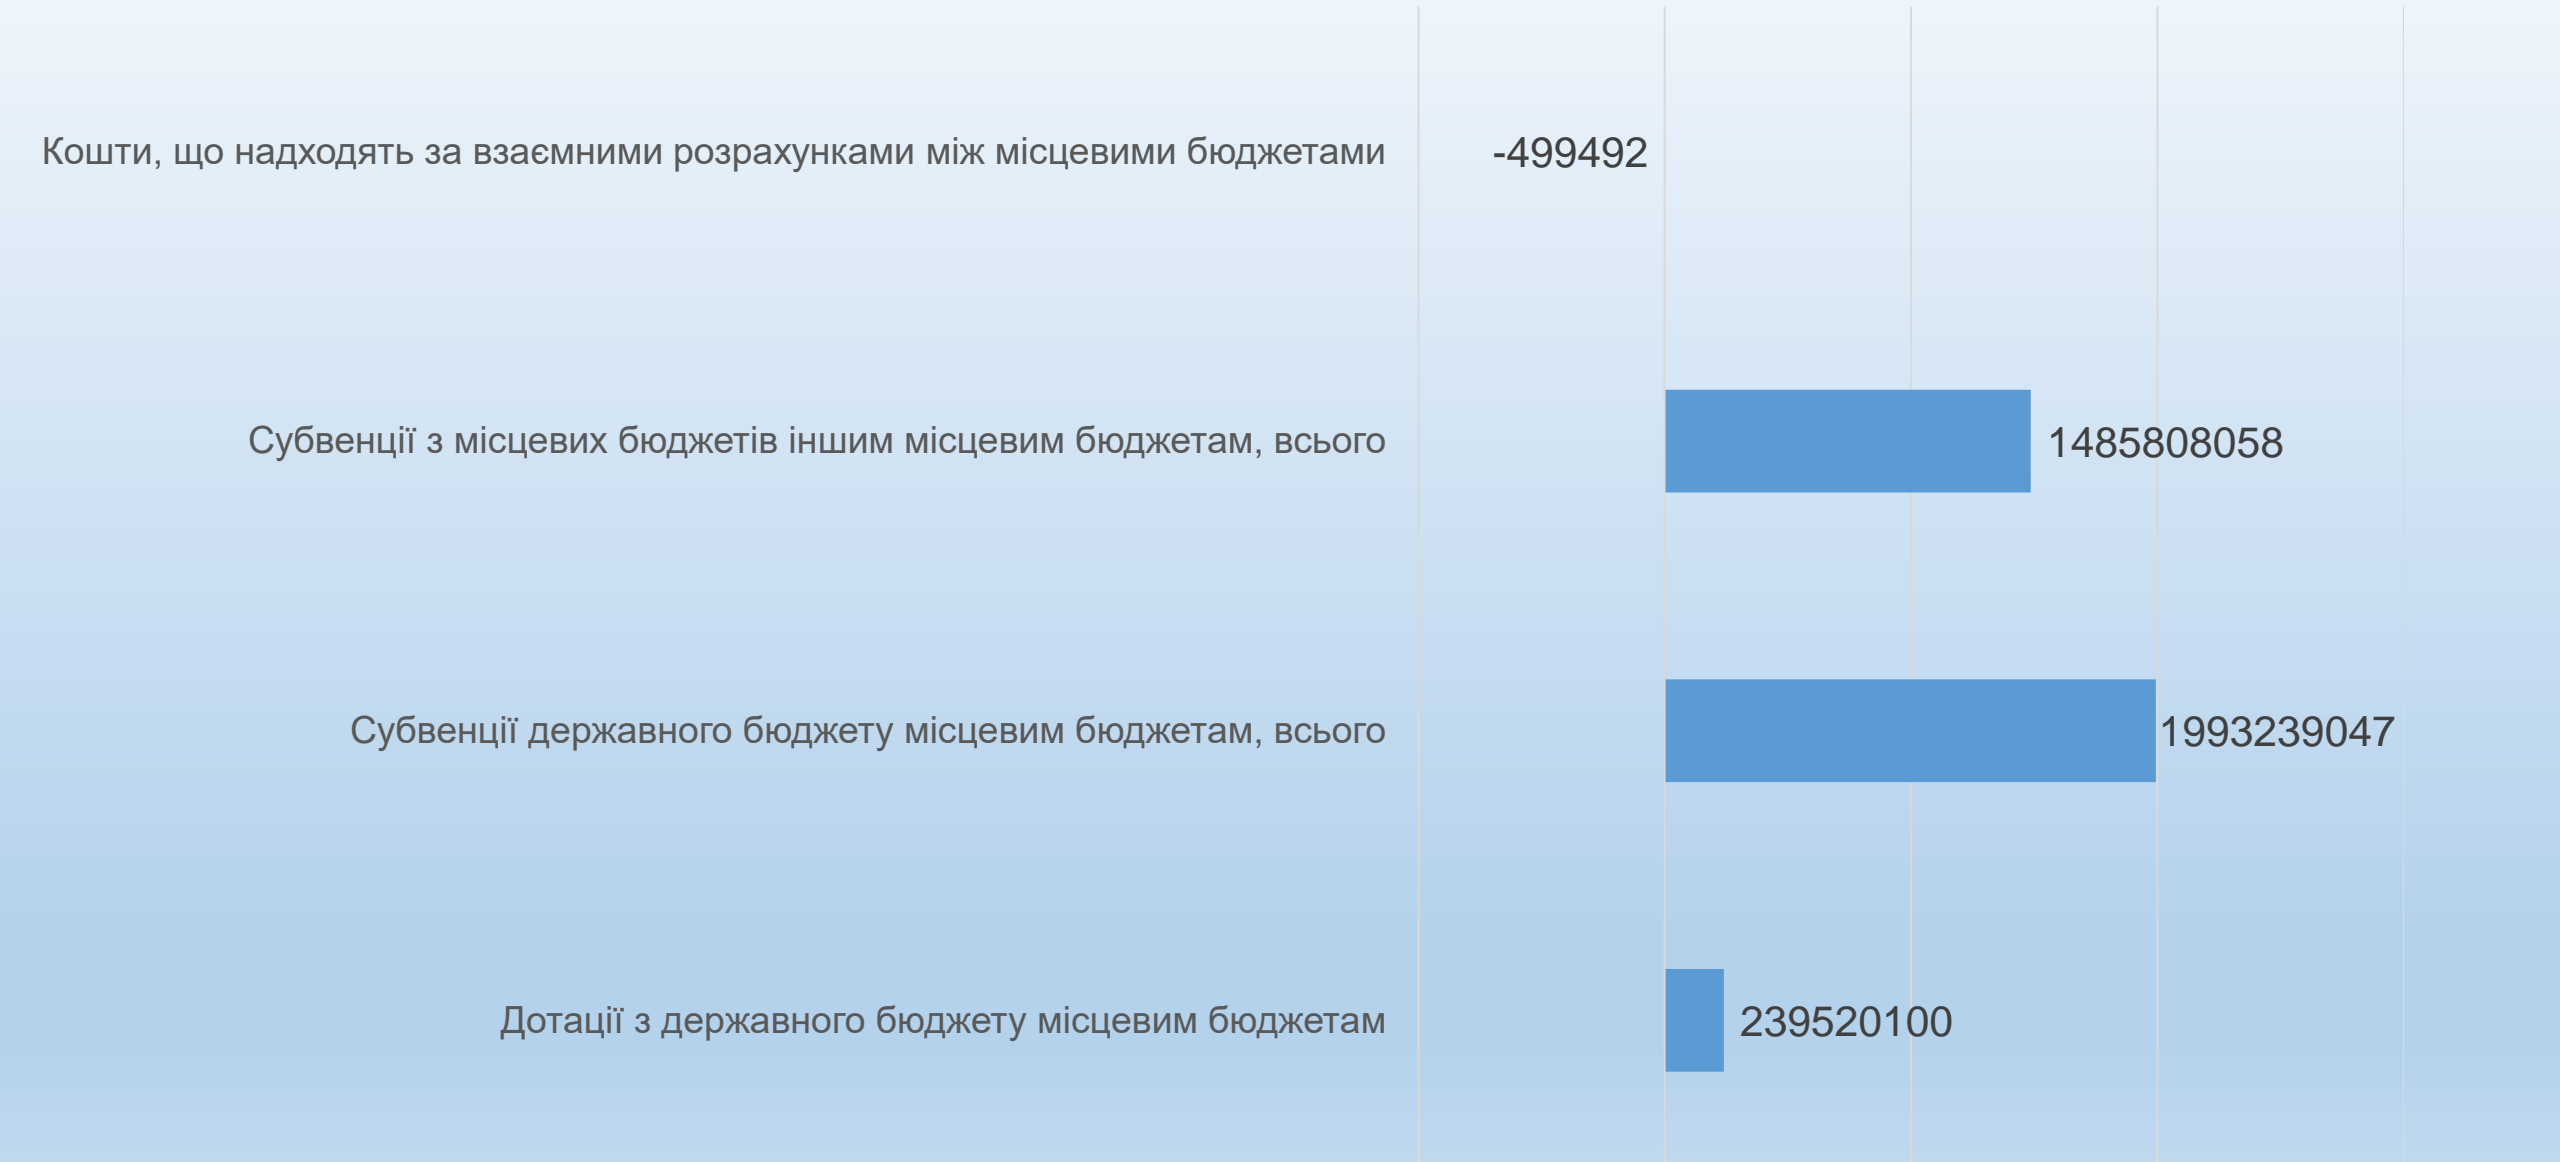 Кошти, що надходять за взаємними розрахунками між місцевими бюджетами
-499492
Субвенції з місцевих бюджетів іншим місцевим бюджетам, всього
1485808058
Субвенції державного бюджету місцевим бюджетам, всього
1993239047
Дотації з державного бюджету місцевим бюджетам
239520100